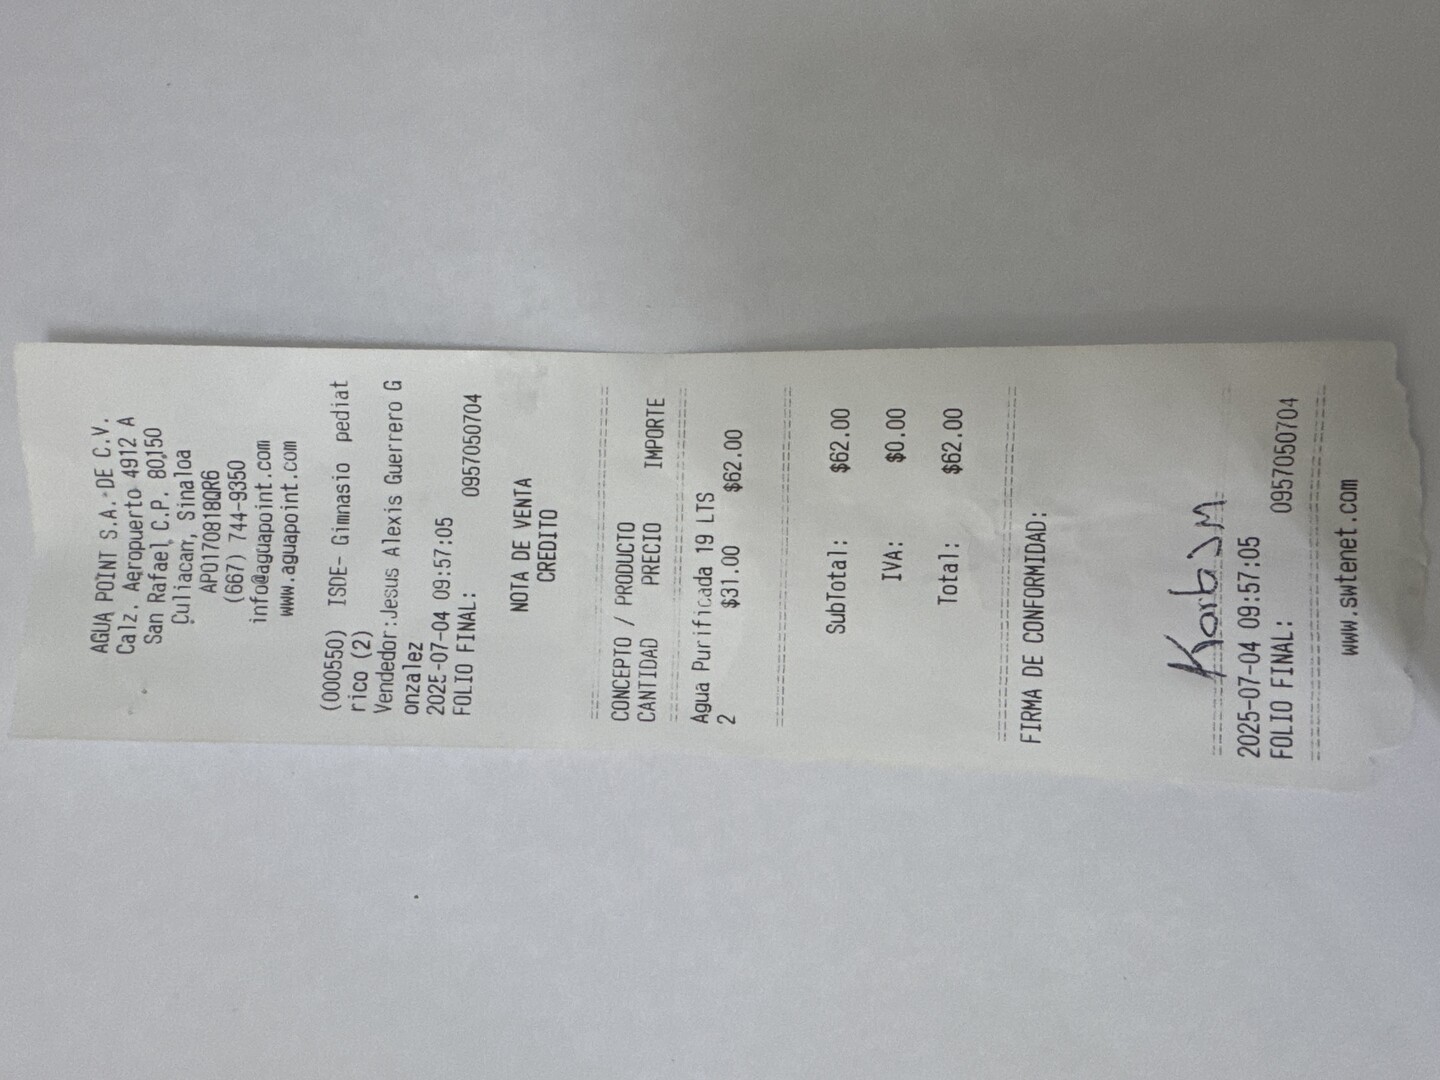 AGUA POINT S.A. DE C.V.
Calz. Aeropuerto 4912 A
San Rafael C.P. 80150
Culiacan, Sinaloa
APO170818QR6
(667) 744-9350
info@aguapoint.com
www.aguapoint.com
(000550) ISDE- Gimnasio pediat
rico (2)
Vendedor:Jesus Alexis Guerrero G
onzalez
2025-07-04 09:57:05
FOLIO FINAL: 0957050704
NOTA DE VENTA
CREDITO
CONCEPTO / PRODUCTO
CANTIDAD PRECIO IMPORTE
Agua Purificada 19 LTS
2 $31.00 $62.00
SubTotal: $62.00
IVA: $0.00
Total: $62.00
FIRMA DE CONFORMIDAD:
2025-07-04 09:57:05
FOLIO FINAL: 0957050704
www.swtenet.com